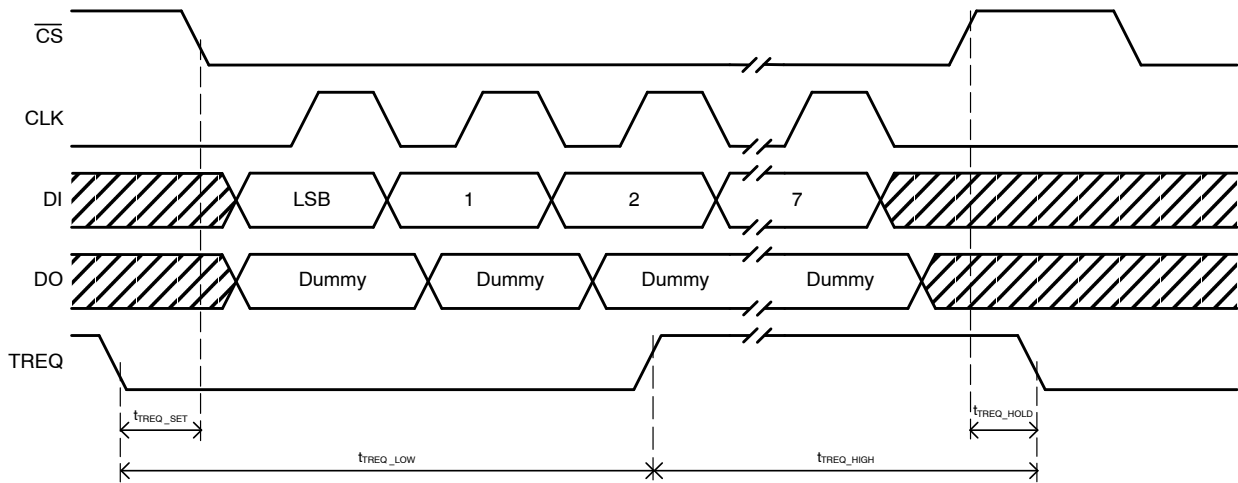 CS
CLK
DI LSB 1 2 7
DO Dummy Dummy Dummy Dummy
TREQ
tTREQ_SET tTREQ_HOLD
tTREQ_LOW tTREQ_HIGH